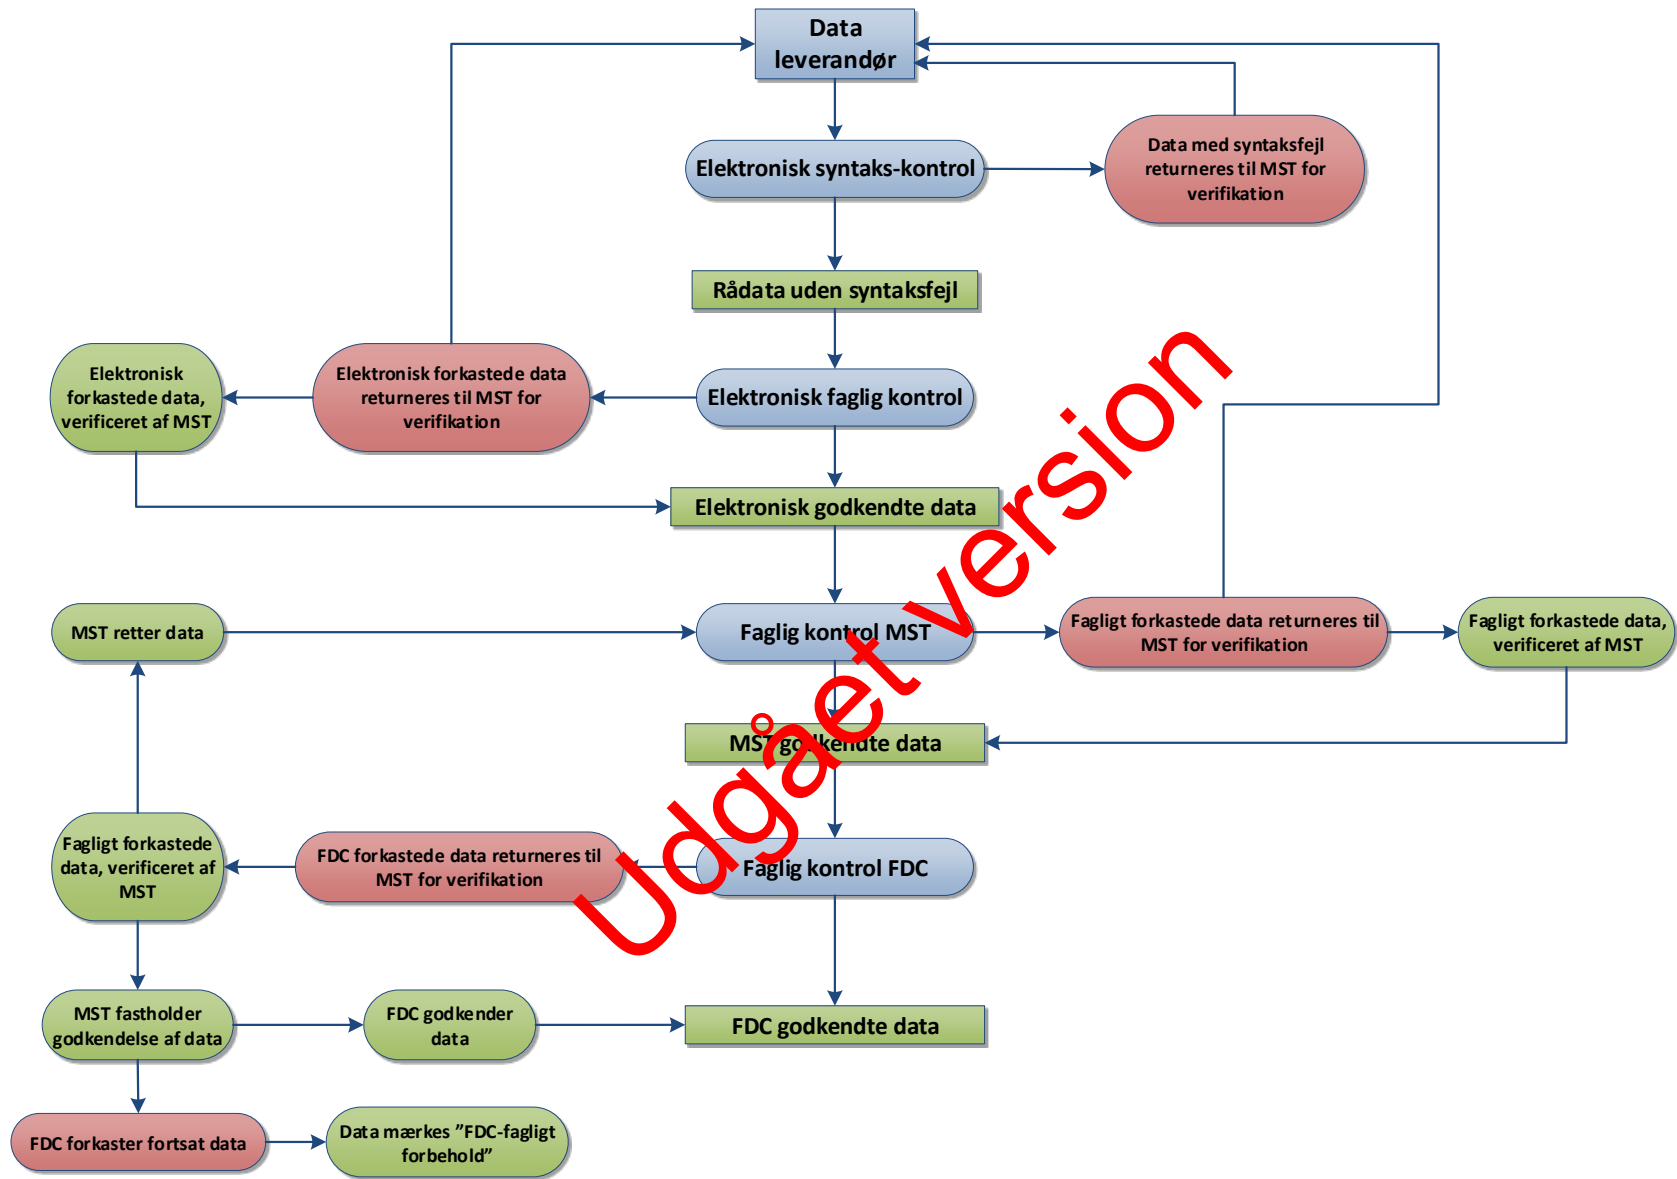 Data
leverandør
Data med syntaksfejl
returneres til MST for
verifikation
Elektronisk syntaks-kontrol
Rådata uden syntaksfejl
Elektronisk
forkastede data,
verificeret af MST
Elektronisk forkastede data
returneres til MST for
verifikation
Elektronisk faglig kontrol
Elektronisk godkendte data
MST retter data
Faglig kontrol MST
Fagligt forkastede data returneres til
MST for verifikation
Fagligt forkastede data,
verificeret af MST
MST godkendte data
Fagligt forkastede
data, verificeret af
MST
FDC forkastede data returneres til
MST for verifikation
Faglig kontrol FDC
MST fastholder
godkendelse af data
FDC godkender
data
FDC godkendte data
FDC forkaster fortsat data
Data mærkes ”FDC-fagligt
forbehold”
Udgået version